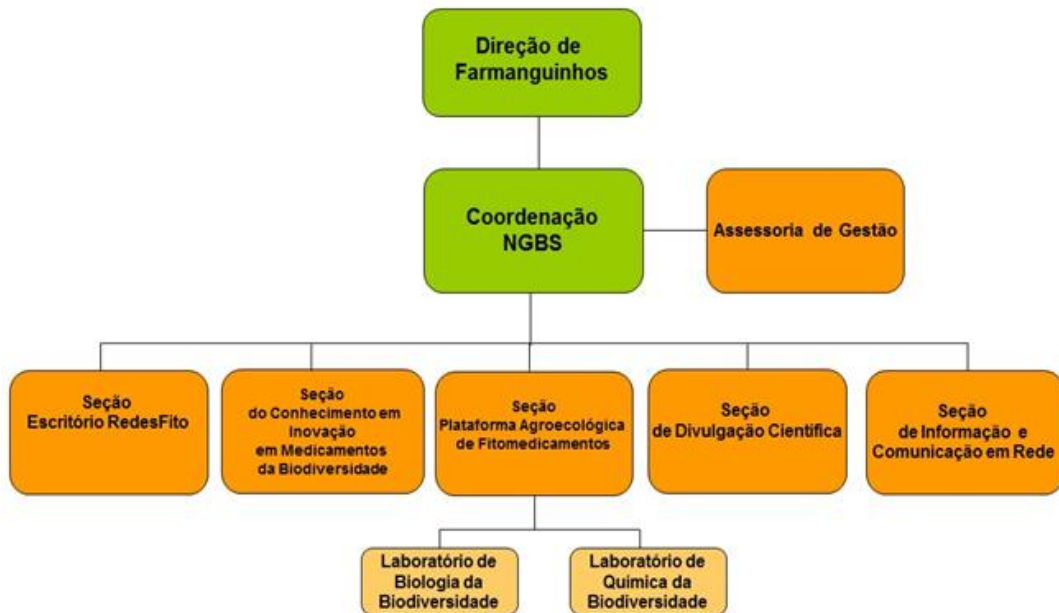 Direção de
Farmanguinhos
Coordenação
NGBS
Assessoria de Gestão
Seção
Escritório RedesFito
Seção
do Conhecimento em
Inovação
em Medicamentos
da Biodiversidade
Seção
Plataforma Agroecológica
de Fitomedicamentos
Seção
de Divulgação Científica
Seção
de Informação e
Comunicação em Rede
Laboratório de
Biologia da
Biodiversidade
Laboratório de
Química da
Biodiversidade